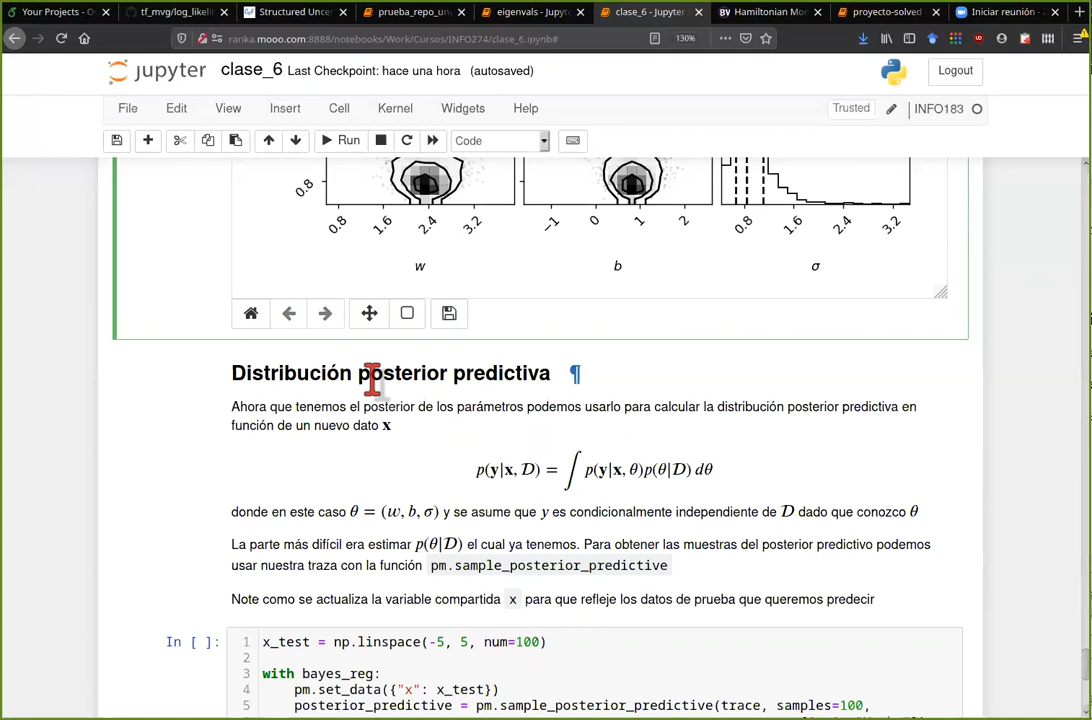 Your Projects - O
tf_mvg/log_likeli
Structured Uncer
prueba_repo_un
eigenvals - Jupyte
clase_6 - Jupyter
Hamiltonian Mon
proyecto-solved
Iniciar reunión -
ranka.mooo.com:8888/notebooks/Work/Cursos/INFO274/clase_6.ipynb#
130%
jupyter clase_6 Last Checkpoint: hace una hora (autosaved)
Logout
File Edit View Insert Cell Kernel Widgets Help
Trusted INFO183
Run Code
0.8
0.8 1.6 2.4 3.2 −1 0 1 2 0.8 1.6 2.4 3.2
w b σ
Distribución posterior predictiva ¶
Ahora que tenemos el posterior de los parámetros podemos usarlo para calcular la distribución posterior predictiva en
función de un nuevo dato x
p(y|x, D) = ∫ p(y|x, θ)p(θ|D) dθ
donde en este caso θ = (w, b, σ) y se asume que y es condicionalmente independiente de D dado que conozco θ
La parte más difícil era estimar p(θ|D) el cual ya tenemos. Para obtener las muestras del posterior predictivo podemos
usar nuestra traza con la función pm.sample_posterior_predictive
Note como se actualiza la variable compartida x para que refleje los datos de prueba que queremos predecir
In [ ]:
1 x_test = np.linspace(-5, 5, num=100)
2
3 with bayes_reg:
4 pm.set_data({"x": x_test})
5 posterior_predictive = pm.sample_posterior_predictive(trace, samples=100,